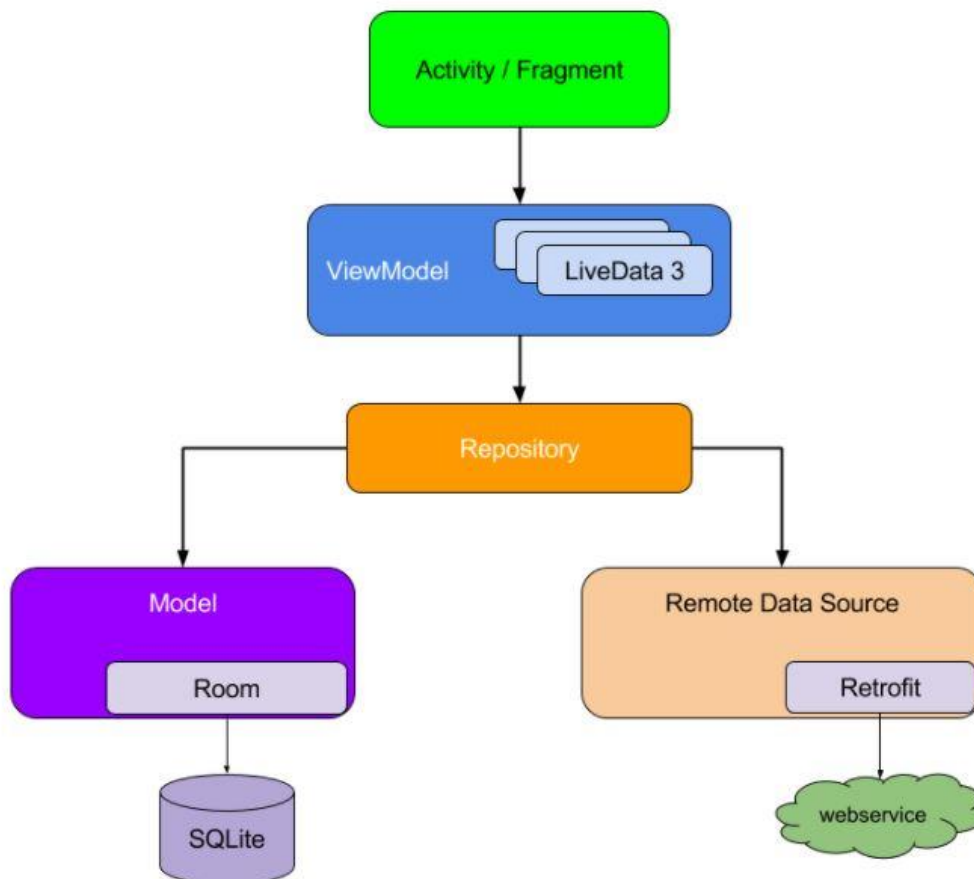 Activity / Fragment
ViewModel
LiveData 3
Repository
Model
Remote Data Source
Room
Retrofit
SQLite
webservice